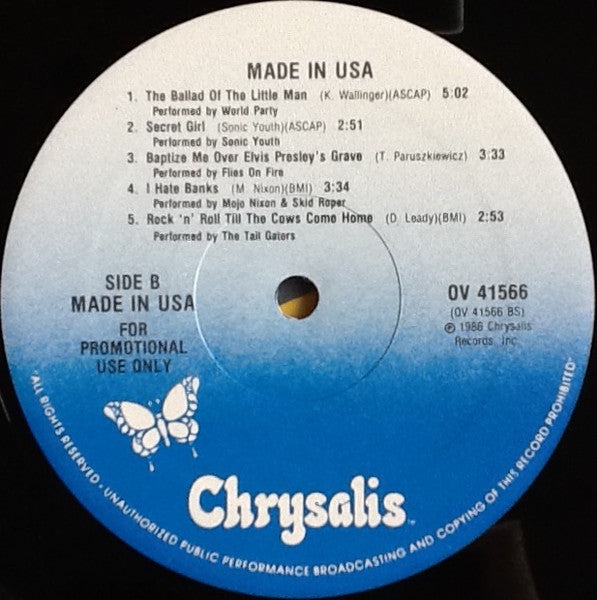 MADE IN USA
1. The Ballad Of The Little Man (K. Wallinger)(ASCAP) 5:02
Performed by World Party
2. Secret Girl (Sonic Youth)(ASCAP) 2:51
Performed by Sonic Youth
3. Baptize Me Over Elvis Presley's Grave (T. Paruszkiewicz) 3:33
Performed by Flies On Fire
4. I Hate Banks (M. Nixon)(BMI) 3:34
Performed by Mojo Nixon & Skid Roper
5. Rock 'n' Roll Till The Cows Come Home (D. Leady)(BMI) 2:53
Performed by The Tail Gators
SIDE B
MADE IN USA
FOR
PROMOTIONAL
USE ONLY
OV 41566
(OV 41566 BS)
℗ 1986 Chrysalis
Records, Inc.
Chrysalis™
"ALL RIGHTS RESERVED · UNAUTHORIZED PUBLIC PERFORMANCE BROADCASTING AND COPYING OF THIS RECORD PROHIBITED"